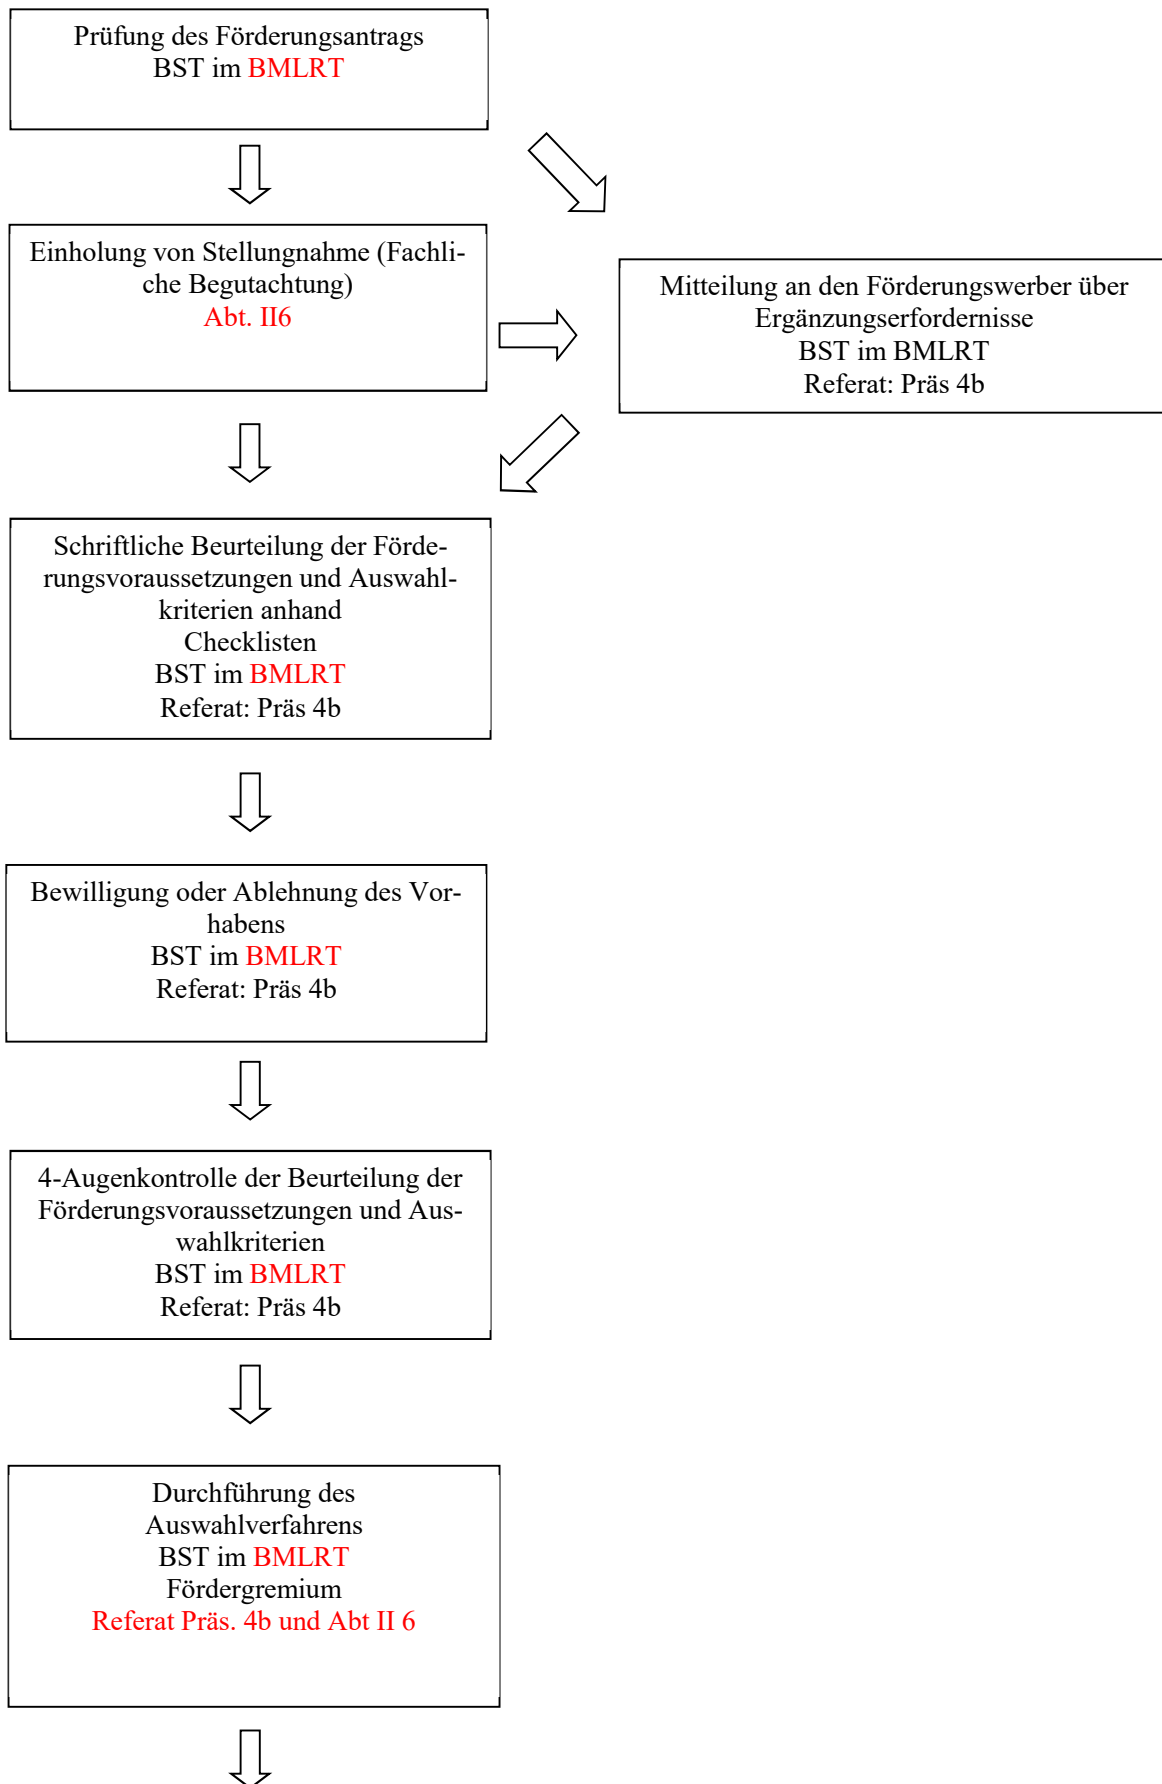 Prüfung des Förderungsantrags
BST im BMLRT
Einholung von Stellungnahme (Fachli-
che Begutachtung)
Abt. II6
Mitteilung an den Förderungswerber über
Ergänzungserfordernisse
BST im BMLRT
Referat: Präs 4b
Schriftliche Beurteilung der Förde-
rungsvoraussetzungen und Auswahl-
kriterien anhand
Checklisten
BST im BMLRT
Referat: Präs 4b
Bewilligung oder Ablehnung des Vor-
habens
BST im BMLRT
Referat: Präs 4b
4-Augenkontrolle der Beurteilung der
Förderungsvoraussetzungen und Aus-
wahlkriterien
BST im BMLRT
Referat: Präs 4b
Durchführung des
Auswahlverfahrens
BST im BMLRT
Fördergremium
Referat Präs. 4b und Abt II 6